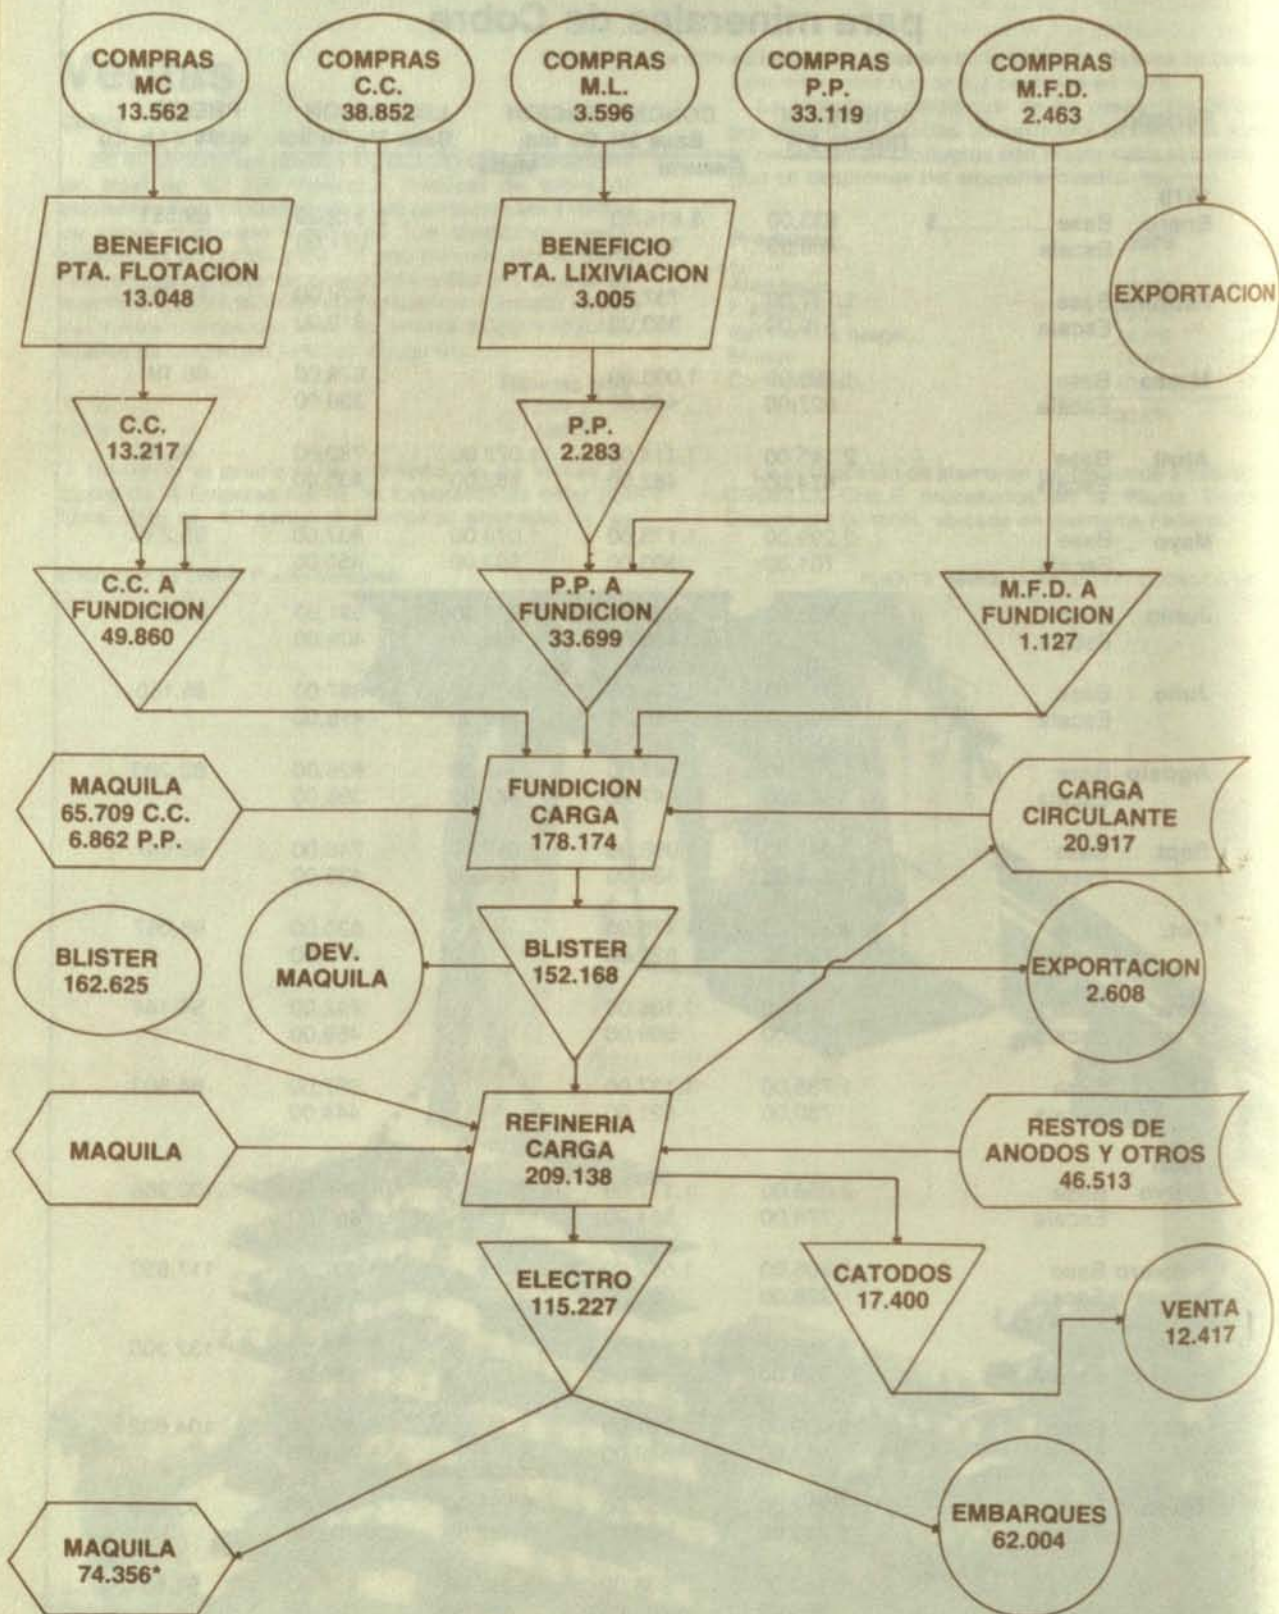 COMPRAS
MC
13.562
COMPRAS
C.C.
38.852
COMPRAS
M.L.
3.596
COMPRAS
P.P.
33.119
COMPRAS
M.F.D.
2.463
BENEFICIO
PTA. FLOTACION
13.048
BENEFICIO
PTA. LIXIVIACION
3.005
EXPORTACION
C.C.
13.217
P.P.
2.283
C.C. A
FUNDICION
49.860
P.P. A
FUNDICION
33.699
M.F.D. A
FUNDICION
1.127
MAQUILA
65.709 C.C.
6.862 P.P.
FUNDICION
CARGA
178.174
CARGA
CIRCULANTE
20.917
BLISTER
162.625
DEV.
MAQUILA
BLISTER
152.168
EXPORTACION
2.608
MAQUILA
REFINERIA
CARGA
209.138
RESTOS DE
ANODOS Y OTROS
46.513
ELECTRO
115.227
CATODOS
17.400
VENTA
12.417
MAQUILA
74.356*
EMBARQUES
62.004